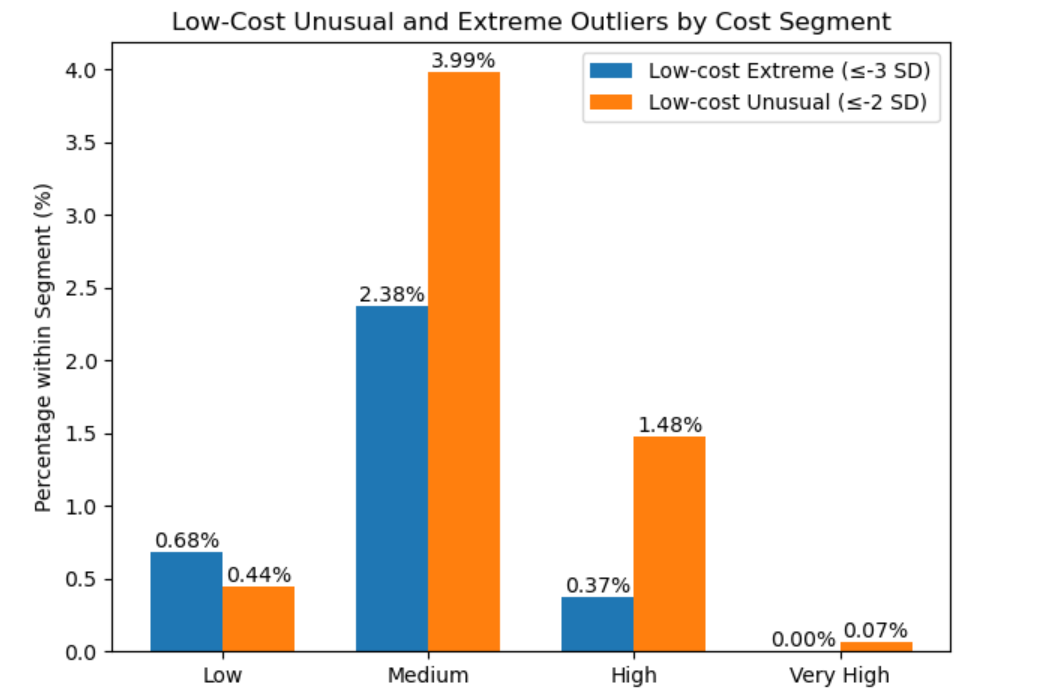 Low-Cost Unusual and Extreme Outliers by Cost Segment
Low-cost Extreme (≤-3 SD)
Low-cost Unusual (≤-2 SD)
Percentage within Segment (%)
4.0
3.5
3.0
2.5
2.0
1.5
1.0
0.5
0.0
0.68%
0.44%
2.38%
3.99%
0.37%
1.48%
0.00%
0.07%
Low
Medium
High
Very High